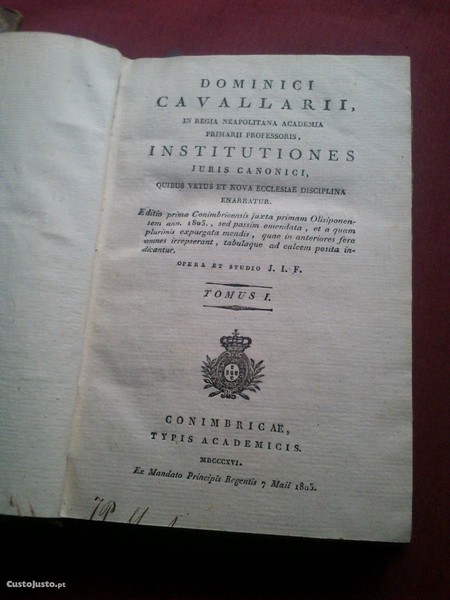 DOMINICI
CAVALLARII,
IN REGIA NEAPOLITANA ACADEMIA
PRIMARII PROFESSORIS,
INSTITUTIONES
JURIS CANONICI,
QUIBUS VETUS ET NOVA ECCLESIAE DISCIPLINA
ENARRATUR.
Editio prima Conimbricensis juxta primam Olisiponen-
sem ann. 1805., sed passim emendata, et a quam
plurimis expurgata mendis, quae in anteriores fere
omnes irrepserant, tabulaque ad calcem posita in-
dicantur.
OPERA ET STUDIO J. I. F.
TOMUS I.
CONIMBRICAE,
TYPIS ACADEMICIS.
MDCCCXVI.
Ex Mandato Principis Regentis 7 Maii 1805.
CustoJusto.pt